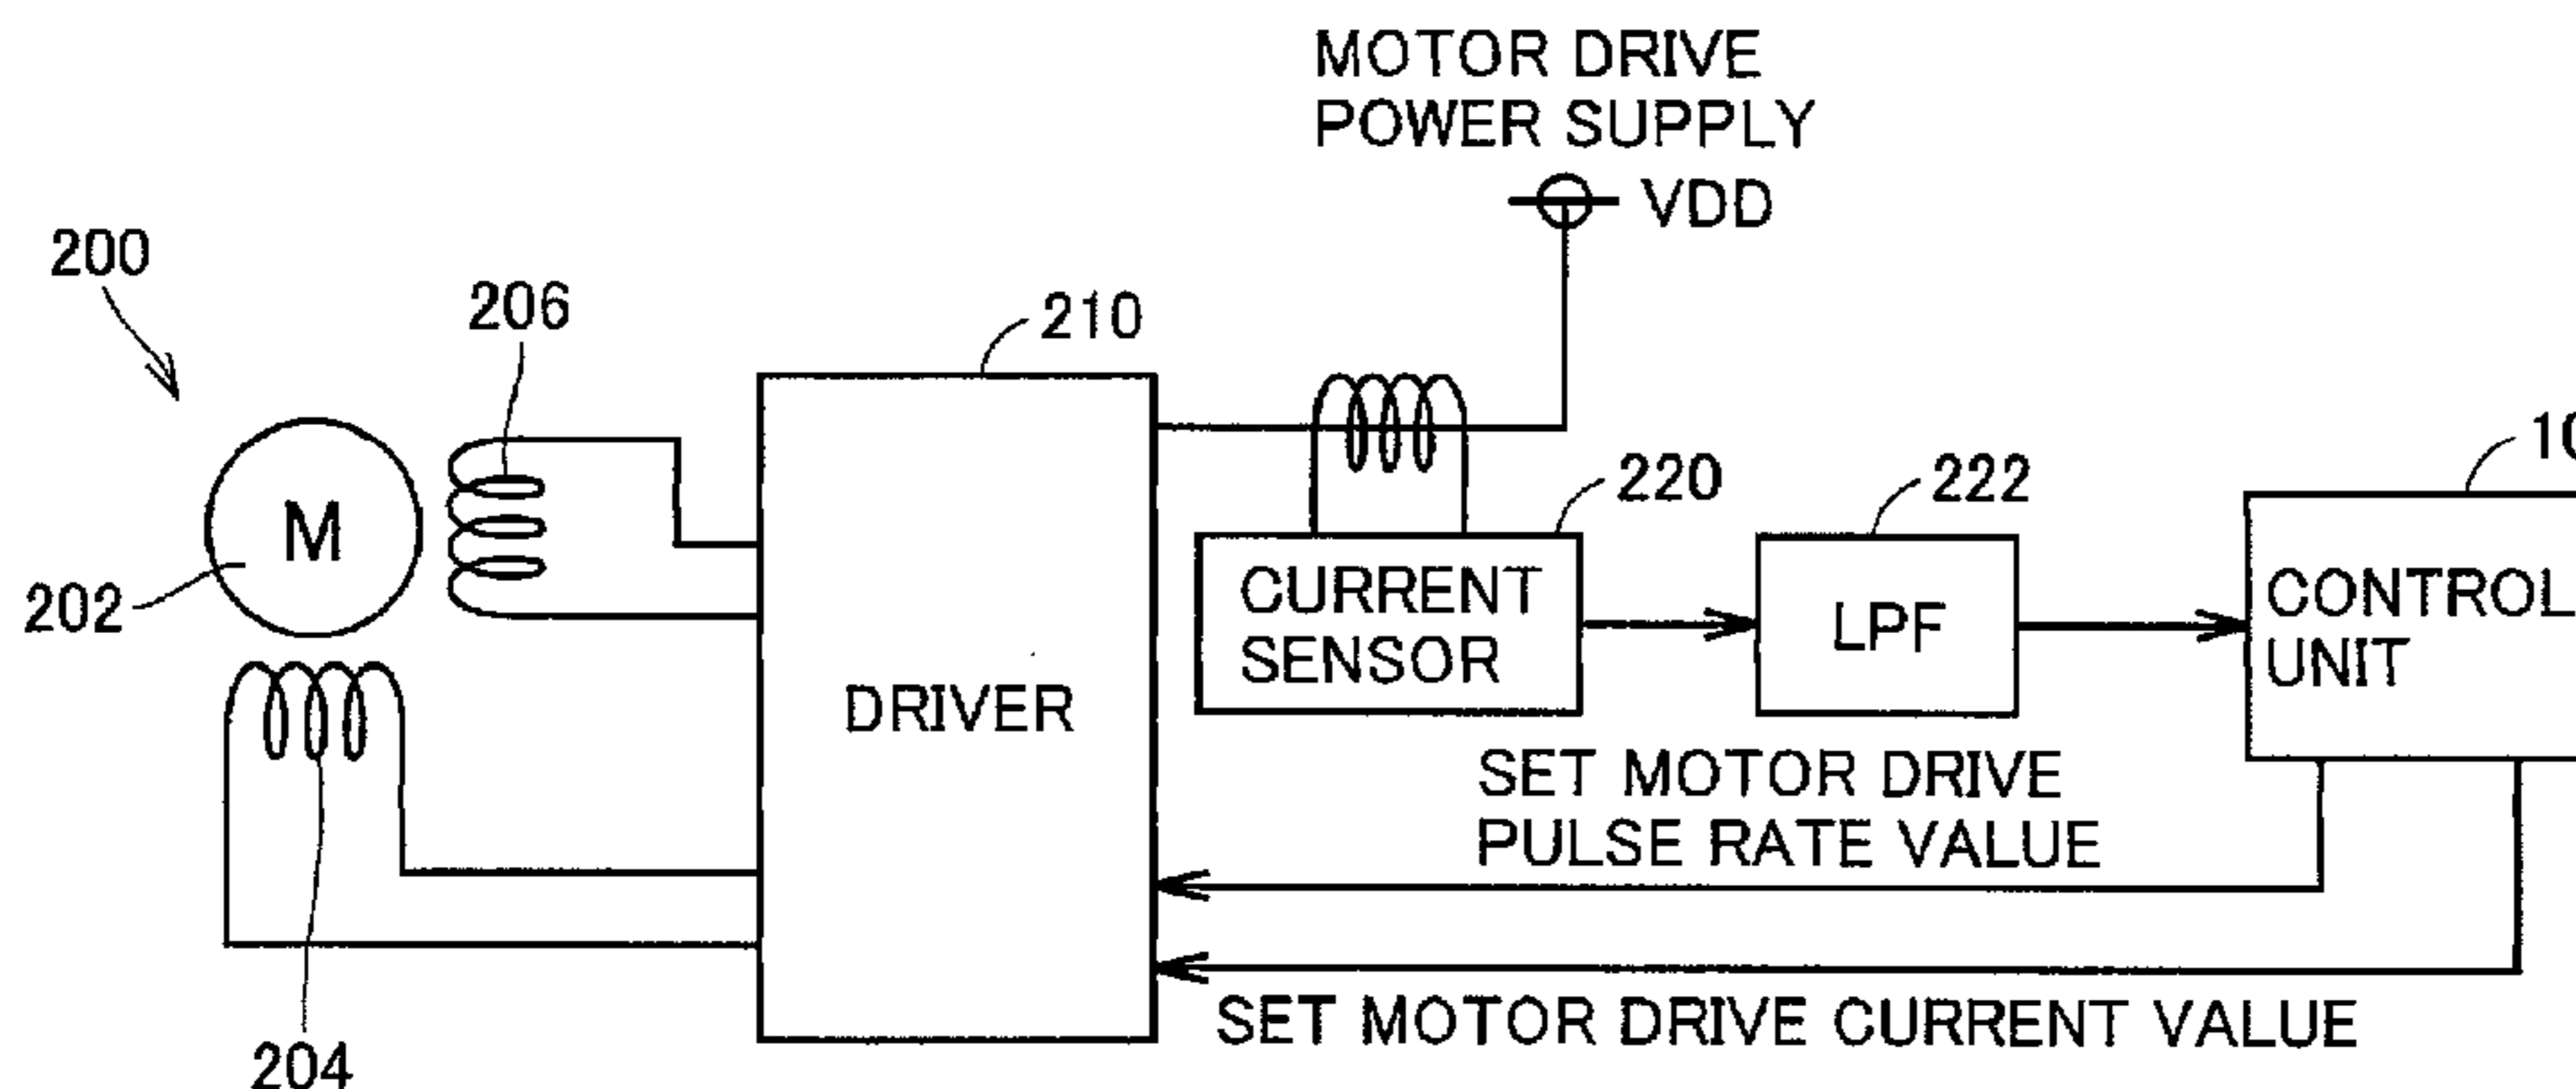 MOTOR DRIVE
POWER SUPPLY
VDD
200
206
210
M
202
220
222
CURRENT
SENSOR
LPF
CONTROL
UNIT
DRIVER
SET MOTOR DRIVE
PULSE RATE VALUE
SET MOTOR DRIVE CURRENT VALUE
204